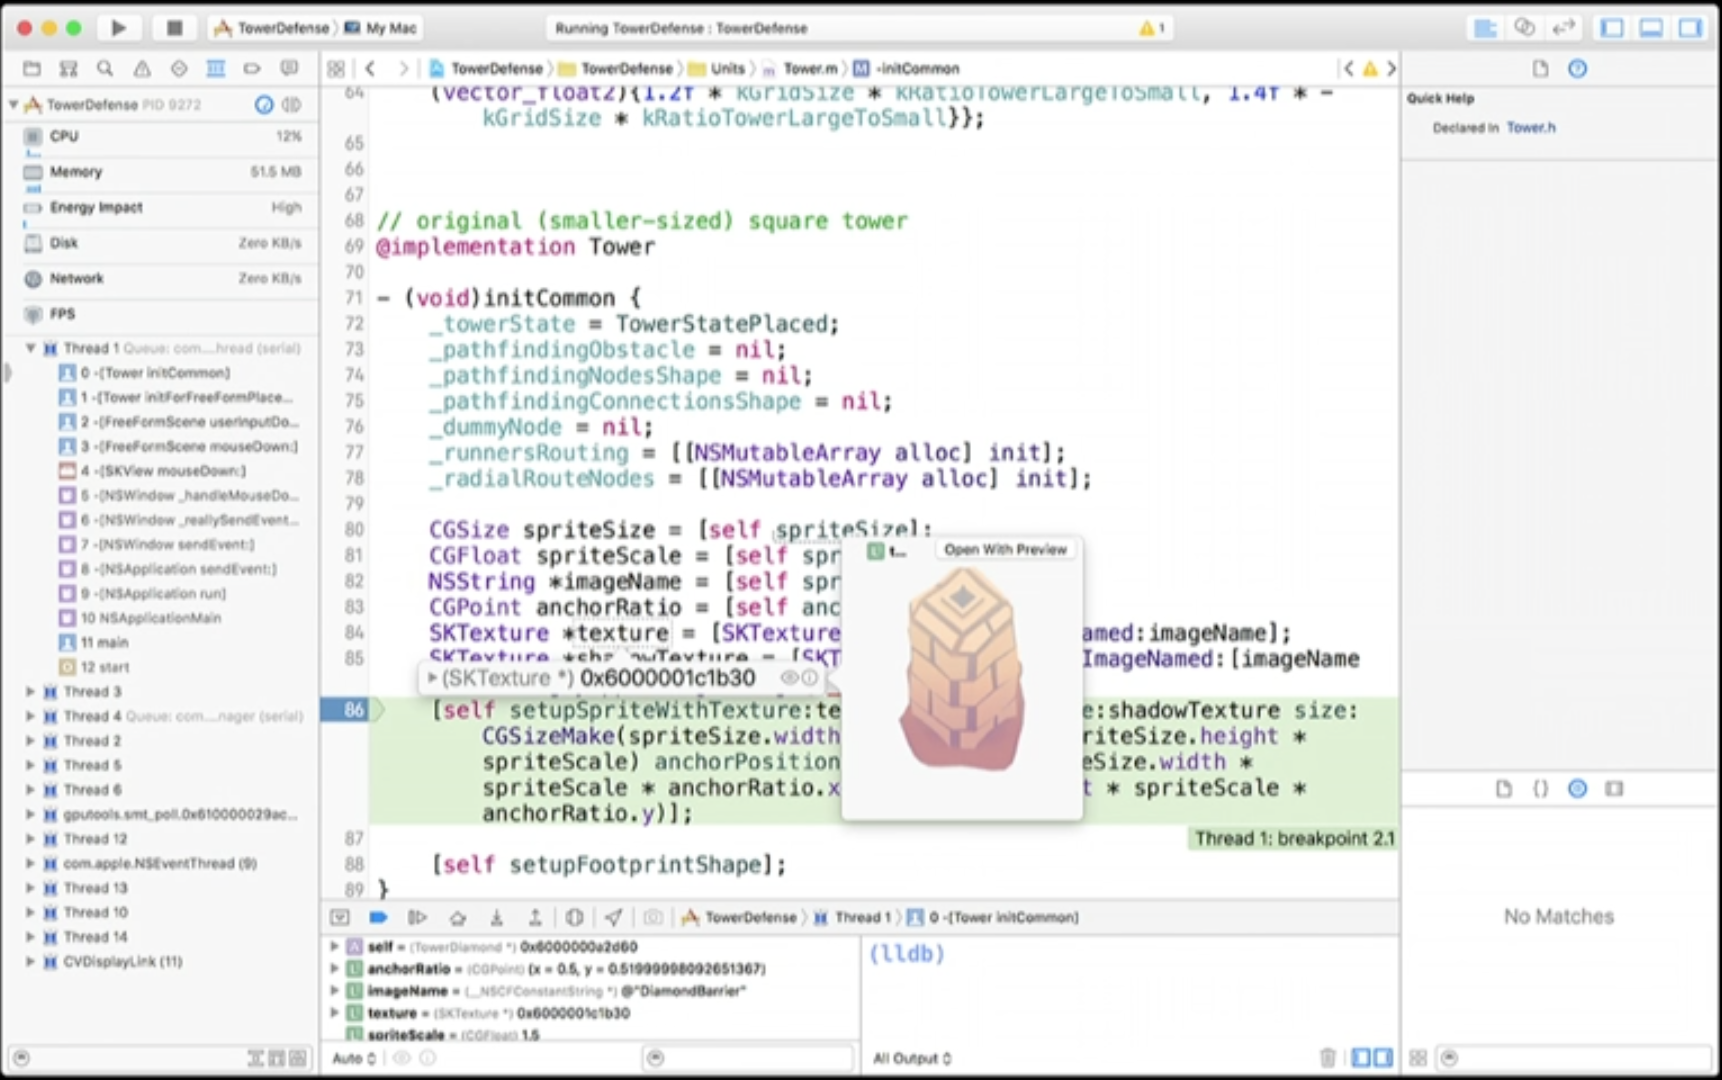 TowerDefense > My Mac
Running TowerDefense : TowerDefense
1
TowerDefense > TowerDefense > Units > Tower.m > -initCommon
TowerDefense PID 9272
CPU 12%
Memory 51.5 MB
Energy Impact High
Disk Zero KB/s
Network Zero KB/s
FPS
Thread 1 Queue: com....hread (serial)
0 -[Tower initCommon]
1 -[Tower initForFreeFormPlace...
2 -[FreeFormScene userInputDo...
3 -[FreeFormScene mouseDown:]
4 -[SKView mouseDown:]
5 -[NSWindow _handleMouseDo...
6 -[NSWindow _reallySendEvent...
7 -[NSWindow sendEvent:]
8 -[NSApplication sendEvent:]
9 -[NSApplication run]
10 NSApplicationMain
11 main
12 start
Thread 3
Thread 4 Queue: com....nager (serial)
Thread 2
Thread 5
Thread 6
gputools.smt_poll.0x610000029ac...
Thread 12
com.apple.NSEventThread (9)
Thread 13
Thread 10
Thread 14
CVDisplayLink (11)
64 (vector_float2){1.2f * kGridSize * kRatioTowerLargeToSmall, 1.4f * -
kGridSize * kRatioTowerLargeToSmall}};
65
66
67
68 // original (smaller-sized) square tower
69 @implementation Tower
70
71 - (void)initCommon {
72 _towerState = TowerStatePlaced;
73 _pathfindingObstacle = nil;
74 _pathfindingNodesShape = nil;
75 _pathfindingConnectionsShape = nil;
76 _dummyNode = nil;
77 _runnersRouting = [[NSMutableArray alloc] init];
78 _radialRouteNodes = [[NSMutableArray alloc] init];
79
80 CGSize spriteSize = [self spriteSize];
81 CGFloat spriteScale = [self spr
82 NSString *imageName = [self spr
83 CGPoint anchorRatio = [self anc
84 SKTexture *texture = [SKTexture amed:imageName];
85 SKTexture *sha owTexture = [SKT ImageNamed:[imageName
t... Open With Preview
(SKTexture *) 0x6000001c1b30
86 [self setupSpriteWithTexture:te e:shadowTexture size:
CGSizeMake(spriteSize.width riteSize.height *
spriteScale) anchorPosition eSize.width *
spriteScale * anchorRatio.x t * spriteScale *
anchorRatio.y)];
87
Thread 1: breakpoint 2.1
88 [self setupFootprintShape];
89 }
TowerDefense > Thread 1 > 0 -[Tower initCommon]
self = (TowerDiamond *) 0x6000000a2d60
anchorRatio = (CGPoint) (x = 0.5, y = 0.51999998092651367)
imageName = (__NSCFConstantString *) @"DiamondBarrier"
texture = (SKTexture *) 0x6000001c1b30
spriteScale = (CGFloat) 1.5
Auto
(lldb)
All Output
Quick Help
Declared In Tower.h
No Matches